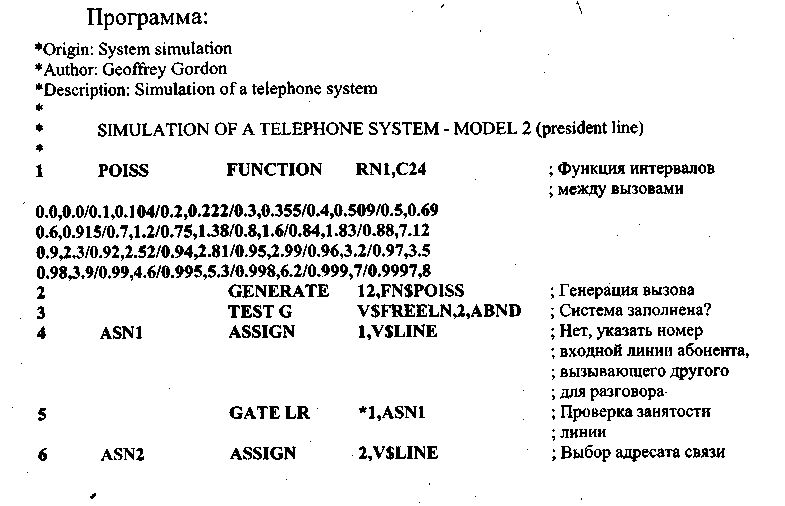 Программа:
*Origin: System simulation
*Author: Geoffrey Gordon
*Description: Simulation of a telephone system
*
* SIMULATION OF A TELEPHONE SYSTEM - MODEL 2 (president line)
*
1 POISS FUNCTION RN1,C24 ; Функция интервалов
; между вызовами
0.0,0.0/0.1,0.104/0.2,0.222/0.3,0.355/0.4,0.509/0.5,0.69
0.6,0.915/0.7,1.2/0.75,1.38/0.8,1.6/0.84,1.83/0.88,7.12
0.9,2.3/0.92,2.52/0.94,2.81/0.95,2.99/0.96,3.2/0.97,3.5
0.98,3.9/0.99,4.6/0.995,5.3/0.998,6.2/0.999,7/0.9997,8
2 GENERATE 12,FN$POISS ; Генерация вызова
3 TEST G V$FREELN,2,ABND ; Система заполнена?
4 ASN1 ASSIGN 1,V$LINE ; Нет, указать номер
; входной линии абонента,
; вызывающего другого
; для разговора
5 GATE LR *1,ASN1 ; Проверка занятости
; линии
6 ASN2 ASSIGN 2,V$LINE ; Выбор адресата связи